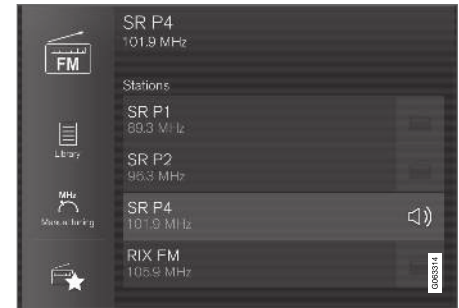 SR P4
101.9 MHz
FM
Stations
SR P1
89.3 MHz
SR P2
96.3 MHz
Library
MHz
Manual tuning
SR P4
101.9 MHz
RIX FM
105.9 MHz
G063314